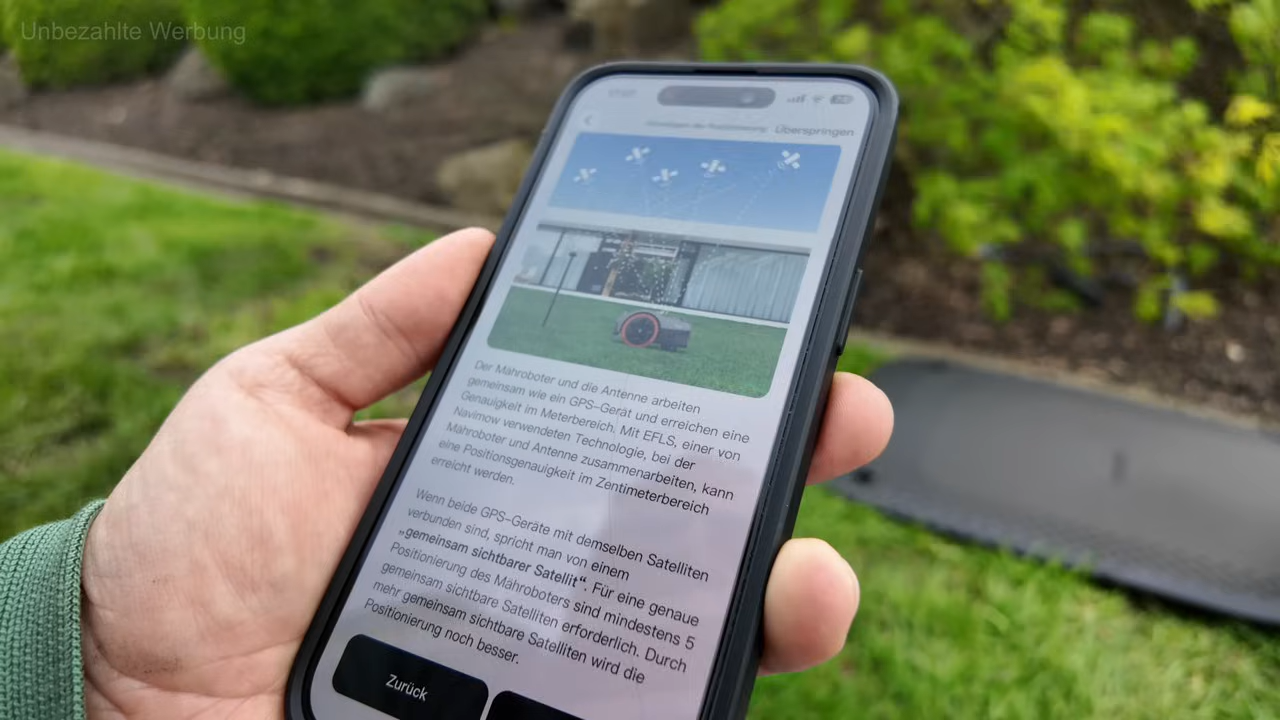 Unbezahlte Werbung
Überspringen
Der Mähroboter und die Antenne arbeiten
gemeinsam wie ein GPS-Gerät und erreichen eine
Genauigkeit im Meterbereich. Mit EFLS, einer von
Navimow verwendeten Technologie, bei der
Mähroboter und Antenne zusammenarbeiten, kann
eine Positionsgenauigkeit im Zentimeterbereich
erreicht werden.
Wenn beide GPS-Geräte mit demselben Satelliten
verbunden sind, spricht man von einem
„gemeinsam sichtbarer Satellit“. Für eine genaue
Positionierung des Mähroboters sind mindestens 5
gemeinsam sichtbare Satelliten erforderlich. Durch
mehr gemeinsam sichtbare Satelliten wird die
Positionierung noch besser.
Zurück